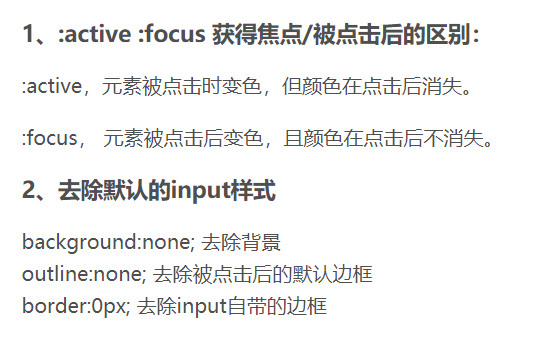 1、:active :focus 获得焦点/被点击后的区别：
:active，元素被点击时变色，但颜色在点击后消失。
:focus， 元素被点击后变色，且颜色在点击后不消失。
2、去除默认的input样式
background:none; 去除背景
outline:none; 去除被点击后的默认边框
border:0px; 去除input自带的边框